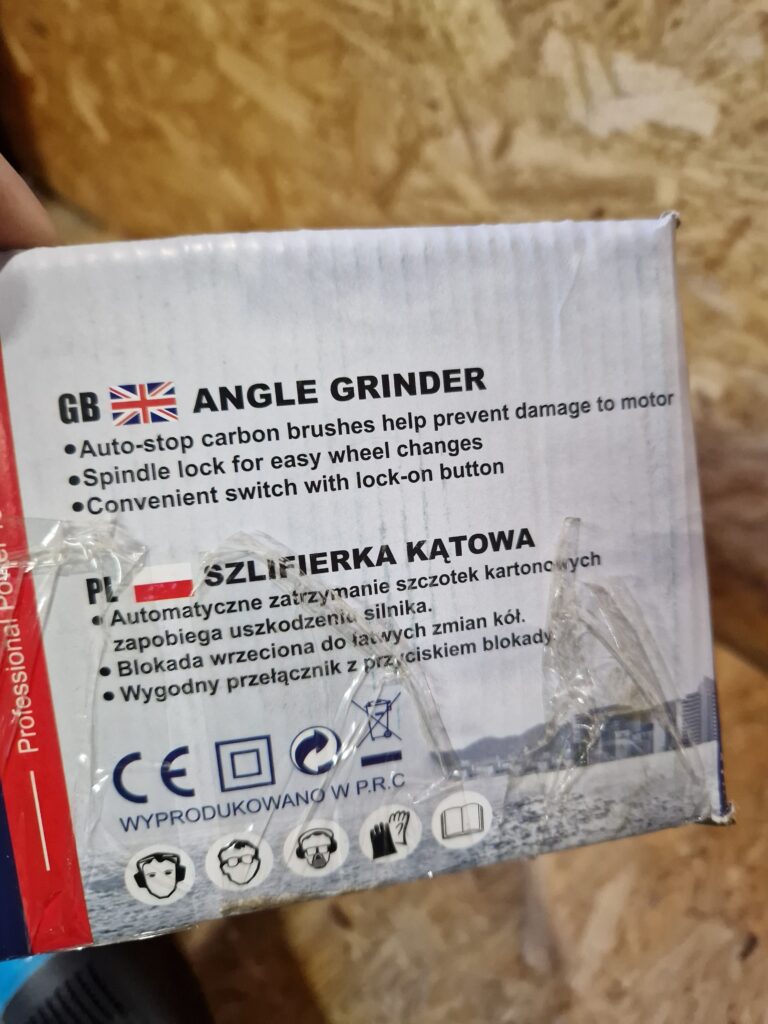 GB ANGLE GRINDER
•Auto-stop carbon brushes help prevent damage to motor
•Spindle lock for easy wheel changes
•Convenient switch with lock-on button
PL SZLIFIERKA KĄTOWA
• Automatyczne zatrzymanie szczotek kartonowych
zapobiega uszkodzeniu silnika.
• Blokada wrzeciona do łatwych zmian kół.
• Wygodny przełącznik z przyciskiem blokady
CE
WYPRODUKOWANO W P.R.C
Professional Power